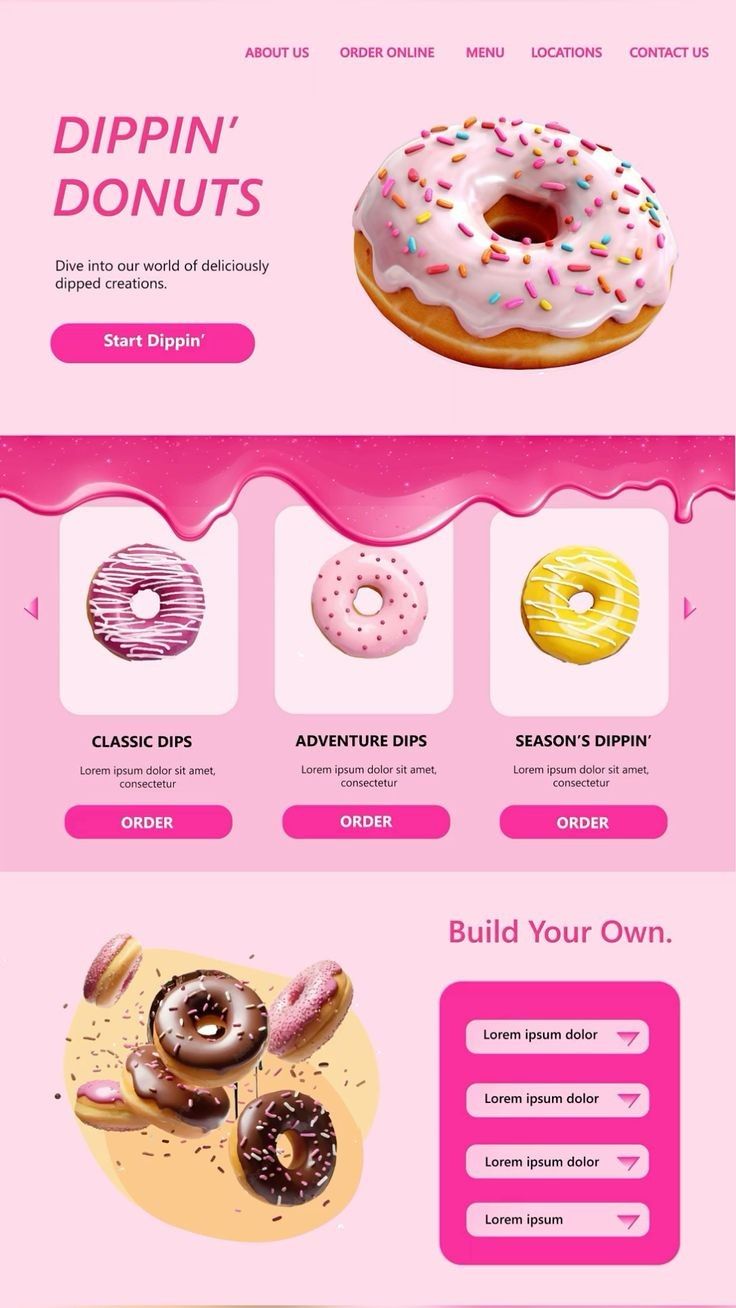 ABOUT US ORDER ONLINE MENU LOCATIONS CONTACT US
DIPPIN’
DONUTS
Dive into our world of deliciously
dipped creations.
Start Dippin’
CLASSIC DIPS
Lorem ipsum dolor sit amet,
consectetur
ORDER
ADVENTURE DIPS
Lorem ipsum dolor sit amet,
consectetur
ORDER
SEASON’S DIPPIN’
Lorem ipsum dolor sit amet,
consectetur
ORDER
Build Your Own.
Lorem ipsum dolor
Lorem ipsum dolor
Lorem ipsum dolor
Lorem ipsum